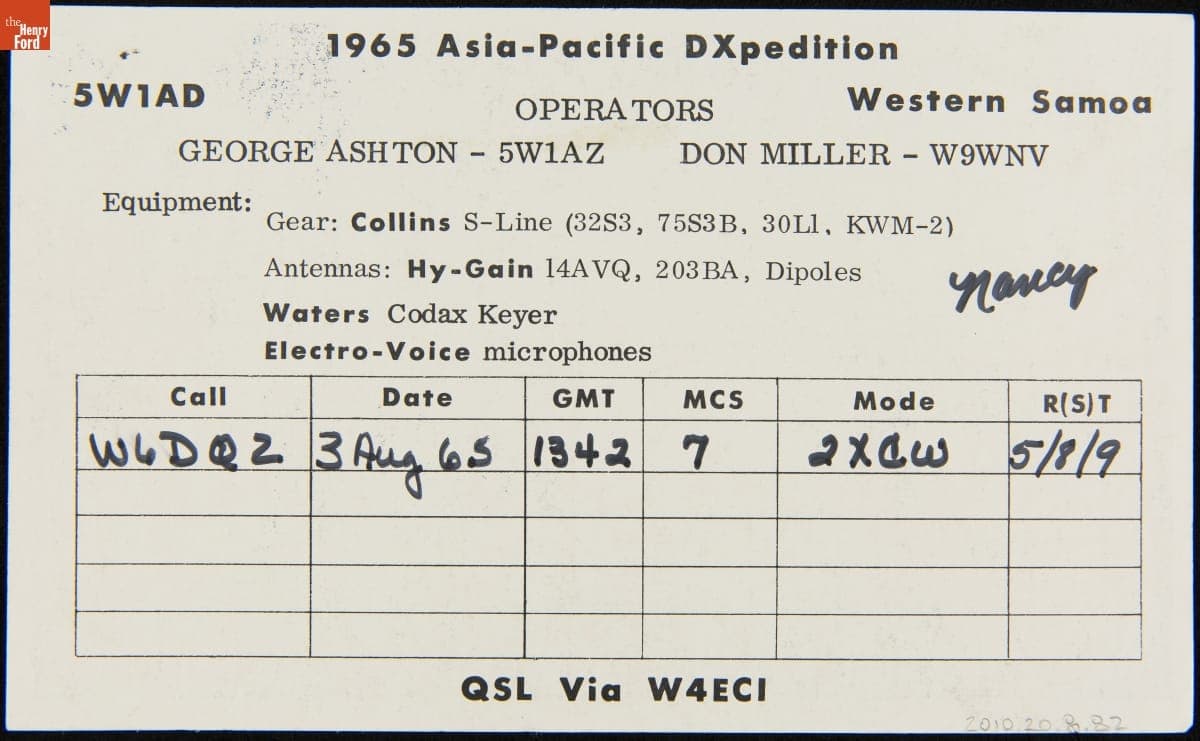 the Henry Ford
1965 Asia-Pacific DXpedition
5W1AD
OPERATORS
Western Samoa
GEORGE ASHTON - 5W1AZ DON MILLER - W9WNV
Equipment:
Gear: Collins S-Line (32S3, 75S3B, 30L1, KWM-2)
Antennas: Hy-Gain 14AVQ, 203BA, Dipoles
Nancy
Waters Codax Keyer
Electro-Voice microphones
Call Date GMT MCS Mode R(S)T
W6DQZ 3 Aug 65 1342 7 2XCW 5/8/9
QSL Via W4ECI
2010.20.8.82